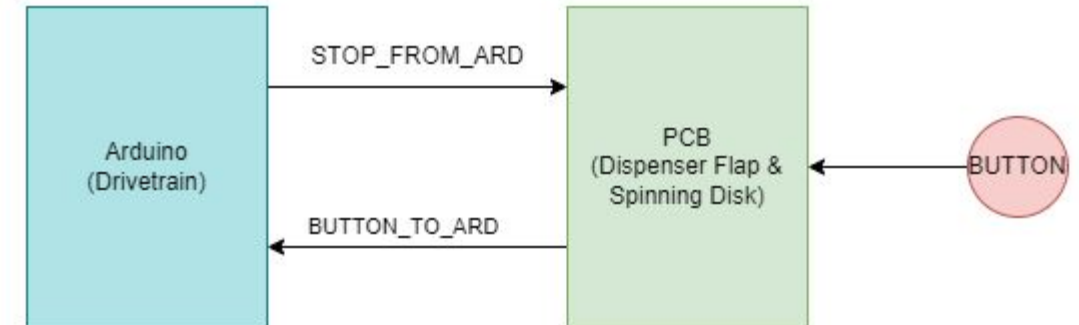 STOP_FROM_ARD
Arduino
(Drivetrain)
PCB
(Dispenser Flap &
Spinning Disk)
BUTTON
BUTTON_TO_ARD